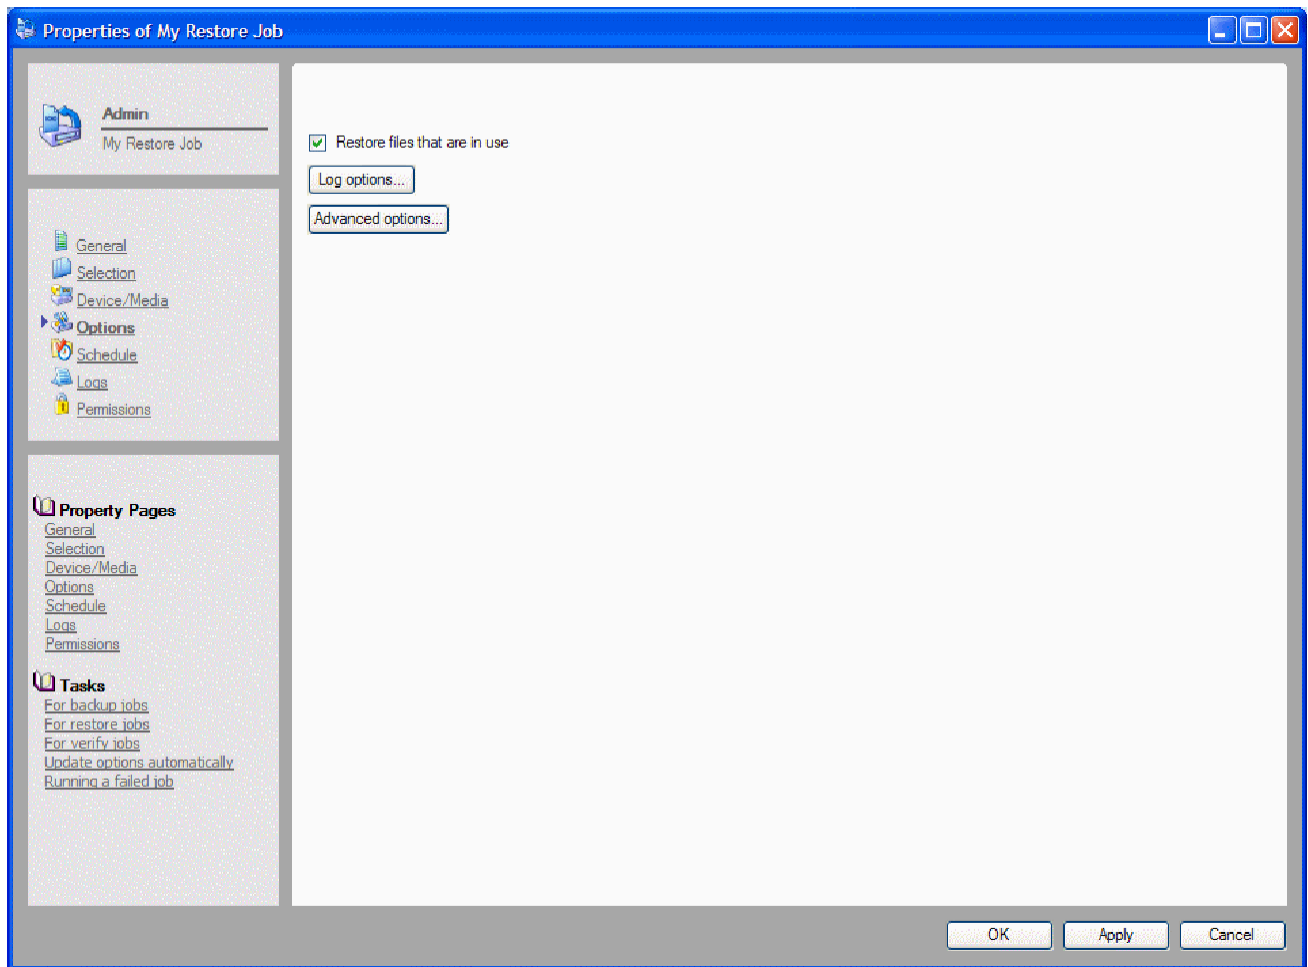 Properties of My Restore Job
Admin
My Restore Job
General
Selection
Device/Media
Options
Schedule
Logs
Permissions
Property Pages
General
Selection
Device/Media
Options
Schedule
Logs
Permissions
Tasks
For backup jobs
For restore jobs
For verify jobs
Update options automatically
Running a failed job
Restore files that are in use
Log options...
Advanced options...
OK
Apply
Cancel